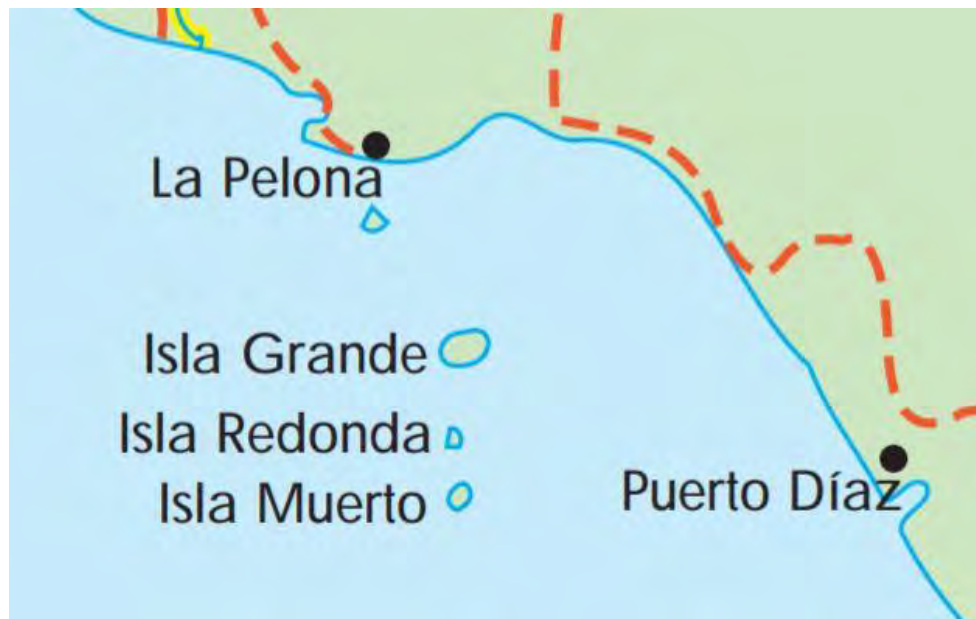 La Pelona
Isla Grande
Isla Redonda
Isla Muerto
Puerto Díaz